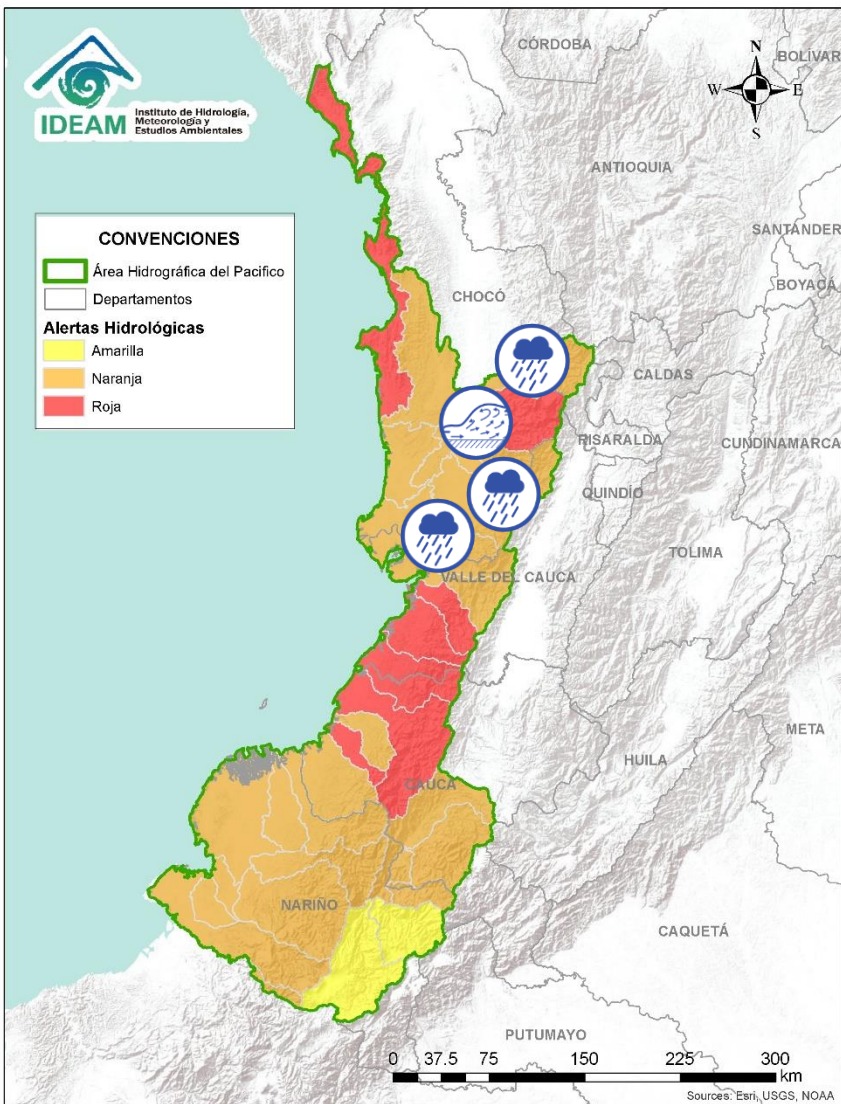 IDEAM
Instituto de Hidrología,
Meteorología y
Estudios Ambientales
CÓRDOBA
BOLÍVAR
N
W E
S
ANTIOQUIA
SANTANDER
BOYACÁ
CONVENCIONES
Área Hidrográfica del Pacifico
Departamentos
Alertas Hidrológicas
Amarilla
Naranja
Roja
CHOCÓ
CALDAS
RISARALDA
CUNDINAMARCA
QUINDÍO
TOLIMA
VALLE DEL CAUCA
META
HUILA
CAUCA
NARIÑO
CAQUETÁ
PUTUMAYO
0 37.5 75 150 225 300
km
Sources: Esri, USGS, NOAA